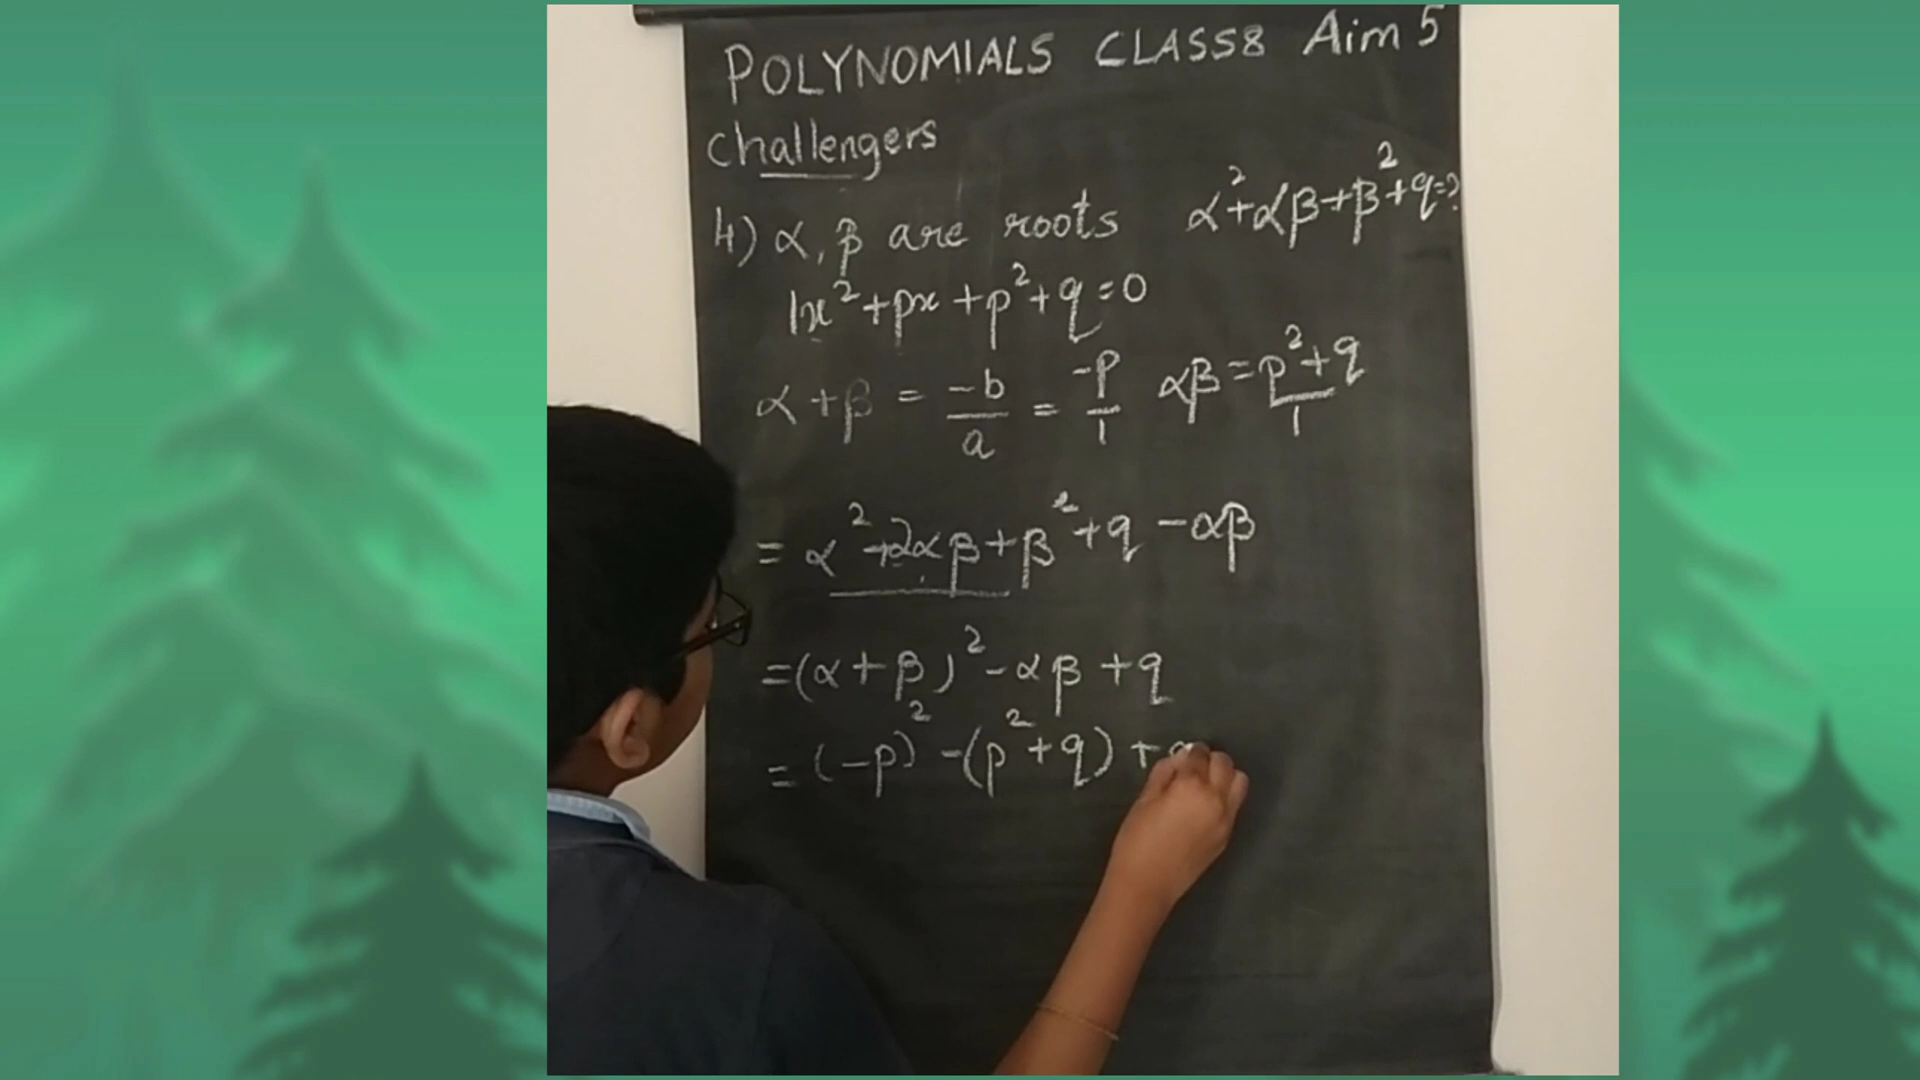 POLYNOMIALS CLASS8 Aim 5
challengers
4) α, β are roots α²+αβ+β²+q=?
1x²+px+p²+q=0
α+β = -b/a = -p/1 αβ = p²+q/1
= α²+2αβ+β²+q-αβ
=(α+β)²-αβ+q
=(-p)²-(p²+q)+